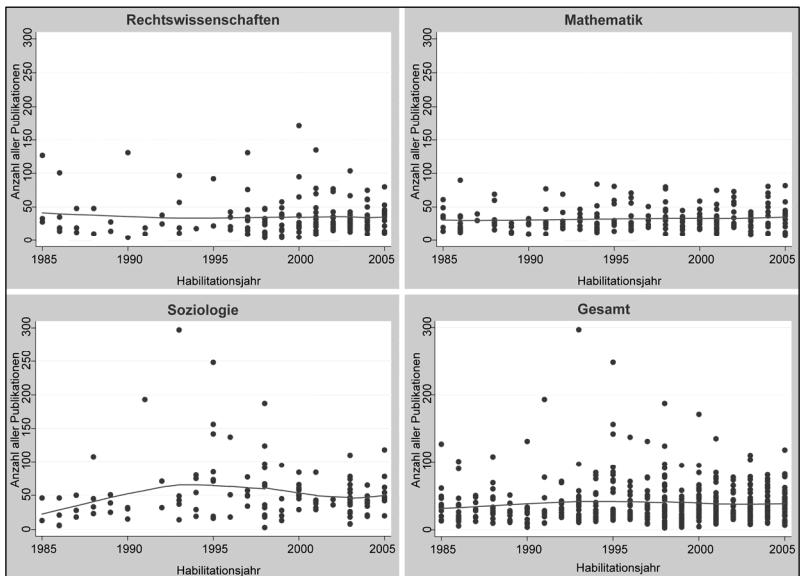 Rechtswissenschaften
Anzahl aller Publikationen
300
250
200
150
100
50
0
1985 1990 1995 2000 2005
Habilitationsjahr
Mathematik
Anzahl aller Publikationen
300
250
200
150
100
50
0
1985 1990 1995 2000 2005
Habilitationsjahr
Soziologie
Anzahl aller Publikationen
300
200
150
100
50
0
1985 1990 1995 2000 2005
Habilitationsjahr
Gesamt
Anzahl aller Publikationen
300
200
100
0
1985 1990 1995 2000 2005
Habilitationsjahr